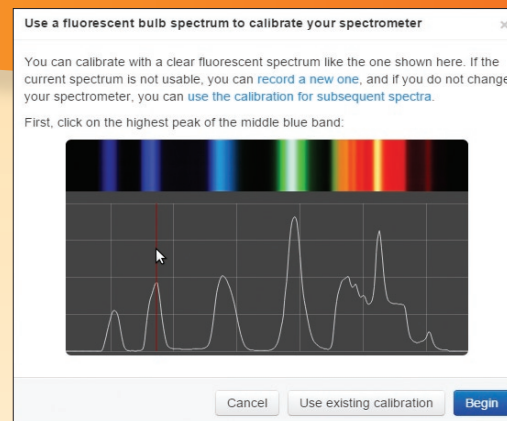 Use a fluorescent bulb spectrum to calibrate your spectrometer ×
You can calibrate with a clear fluorescent spectrum like the one shown here. If the
current spectrum is not usable, you can record a new one, and if you do not change
your spectrometer, you can use the calibration for subsequent spectra.
First, click on the highest peak of the middle blue band:
Cancel Use existing calibration Begin